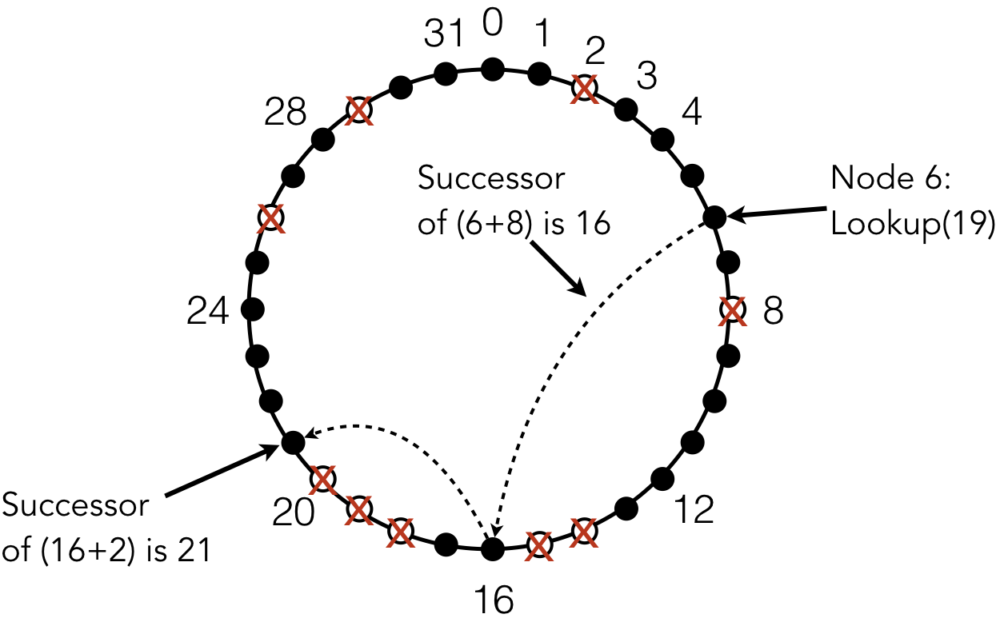 31 0 1
2
3
28
4
Successor
of (6+8) is 16
Node 6:
Lookup(19)
24
8
20
12
Successor
of (16+2) is 21
16
X
X
X
X
X
X
X
X
X